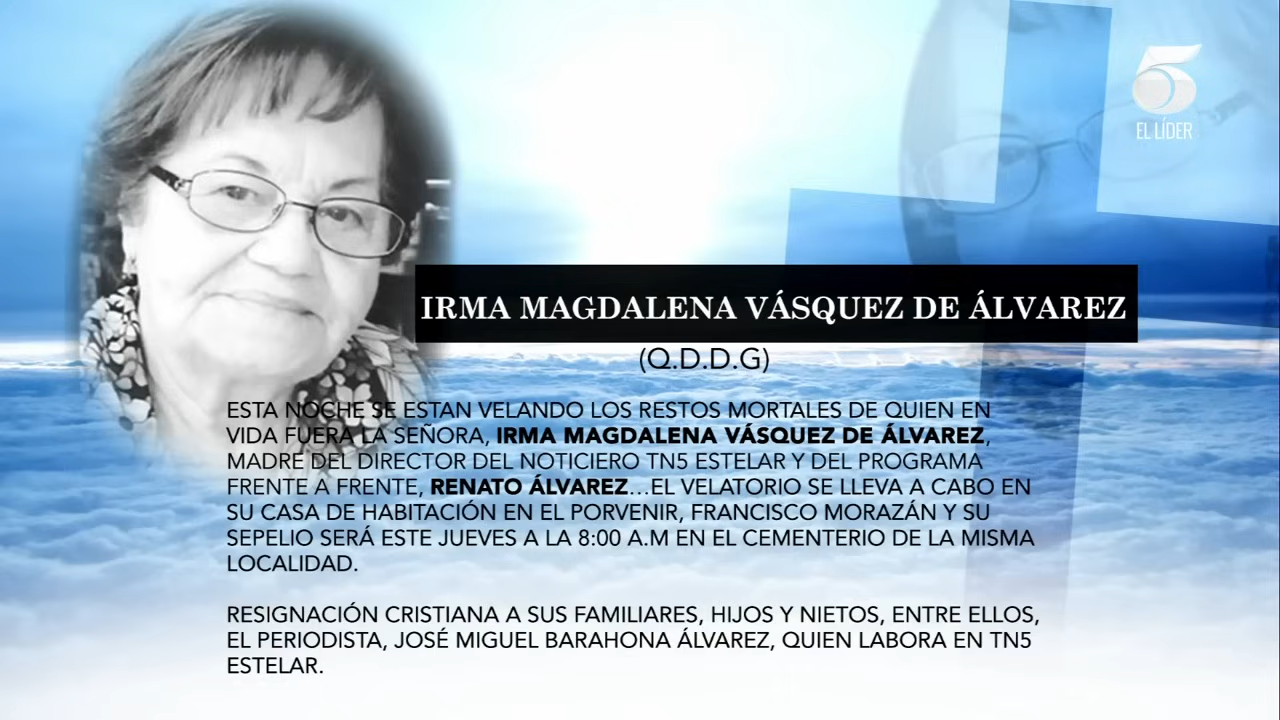 5
EL LÍDER
IRMA MAGDALENA VÁSQUEZ DE ÁLVAREZ
(Q.D.D.G)
ESTA NOCHE SE ESTAN VELANDO LOS RESTOS MORTALES DE QUIEN EN
VIDA FUERA LA SEÑORA, IRMA MAGDALENA VÁSQUEZ DE ÁLVAREZ,
MADRE DEL DIRECTOR DEL NOTICIERO TN5 ESTELAR Y DEL PROGRAMA
FRENTE A FRENTE, RENATO ÁLVAREZ...EL VELATORIO SE LLEVA A CABO EN
SU CASA DE HABITACIÓN EN EL PORVENIR, FRANCISCO MORAZÁN Y SU
SEPELIO SERÁ ESTE JUEVES A LA 8:00 A.M EN EL CEMENTERIO DE LA MISMA
LOCALIDAD.
RESIGNACIÓN CRISTIANA A SUS FAMILIARES, HIJOS Y NIETOS, ENTRE ELLOS,
EL PERIODISTA, JOSÉ MIGUEL BARAHONA ÁLVAREZ, QUIEN LABORA EN TN5
ESTELAR.